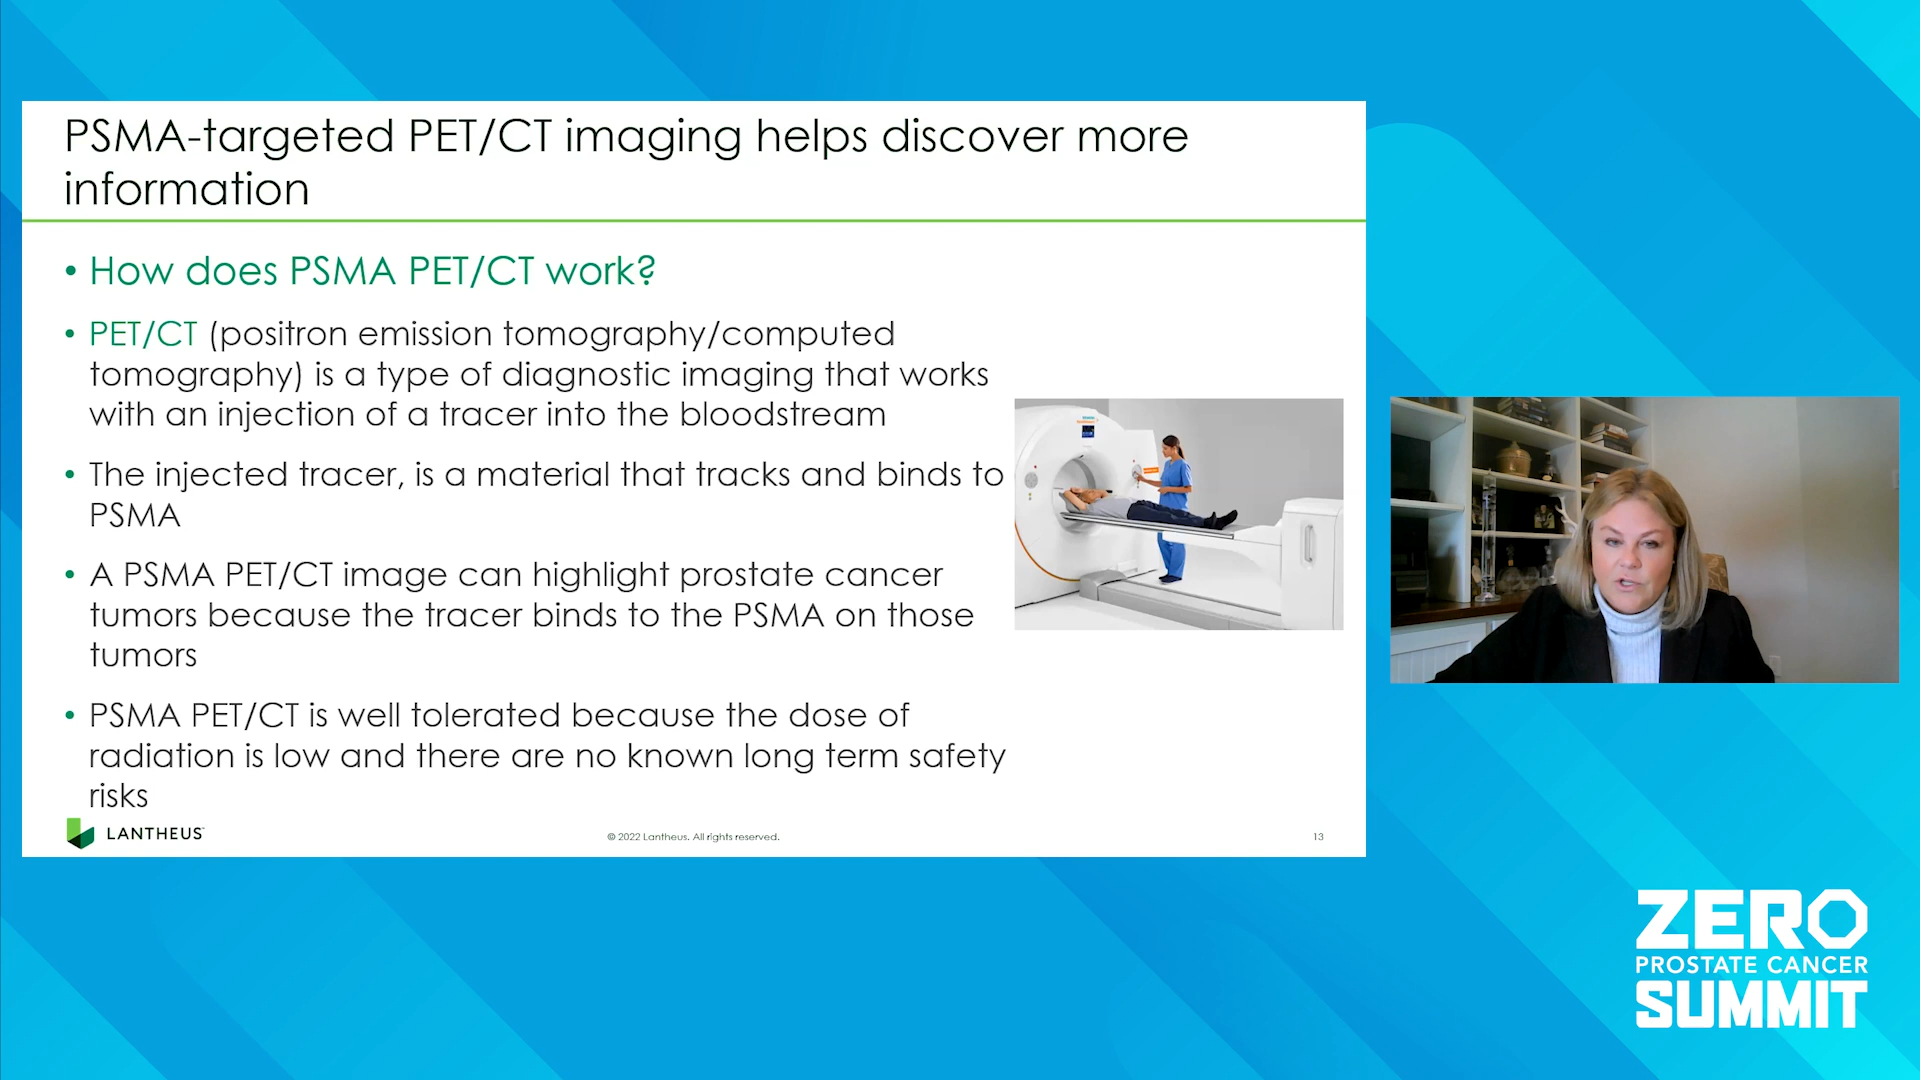 PSMA-targeted PET/CT imaging helps discover more
information
• How does PSMA PET/CT work?
• PET/CT (positron emission tomography/computed
tomography) is a type of diagnostic imaging that works
with an injection of a tracer into the bloodstream
• The injected tracer, is a material that tracks and binds to
PSMA
• A PSMA PET/CT image can highlight prostate cancer
tumors because the tracer binds to the PSMA on those
tumors
• PSMA PET/CT is well tolerated because the dose of
radiation is low and there are no known long term safety
risks
LANTHEUS
© 2022 Lantheus. All rights reserved.
13
ZERO
PROSTATE CANCER
SUMMIT